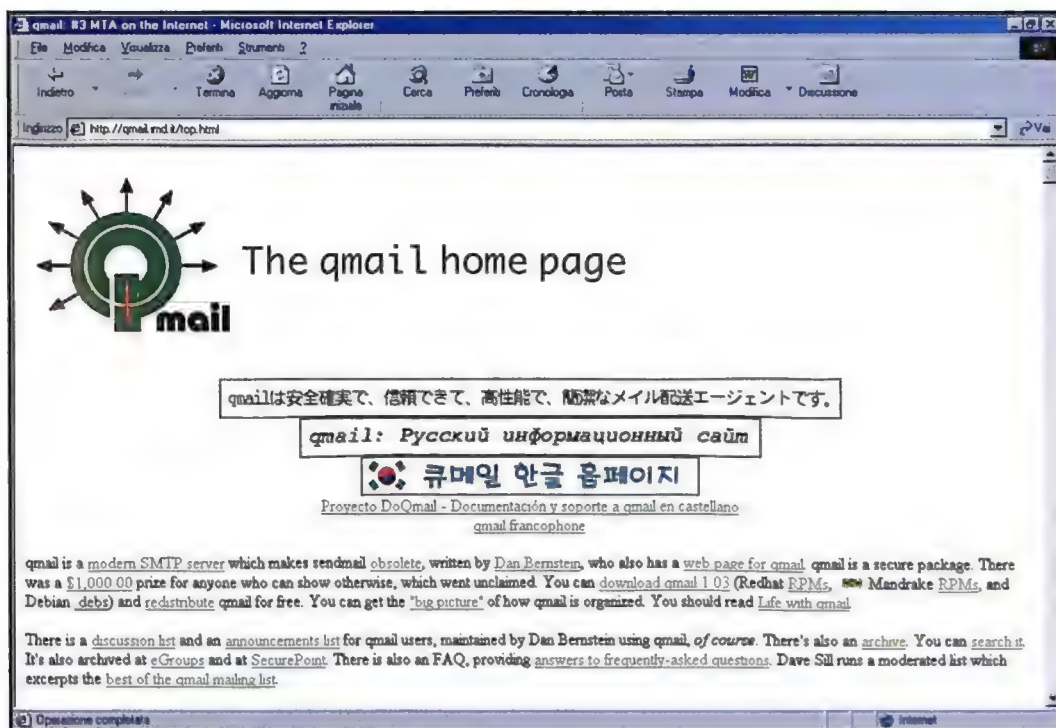 qmail: #3 MTA on the Internet - Microsoft Internet Explorer
File Modifica Visualizza Preferiti Strumenti ?
Indietro Termina Aggiorna Pagina iniziale Cerca Preferiti Cronologia Posta Stampa Modifica Discussione
Indirizzo http://qmail.rmd.it/top.html Vai
The qmail home page
Qmail
qmailは安全確実で、信頼できて、高性能で、簡潔なメイル配送エージェントです。
qmail: Русский информационный сайт
큐메일 한글 홈페이지
Proyecto DoQmail - Documentación y soporte a qmail en castellano
qmail francophone
qmail is a modern SMTP server which makes sendmail obsolete, written by Dan Bernstein, who also has a web page for qmail. qmail is a secure package. There
was a $1,000.00 prize for anyone who can show otherwise, which went unclaimed. You can download qmail 1.03 (Redhat RPMs, Mandrake RPMs, and
Debian .debs) and redistribute qmail for free. You can get the "big picture" of how qmail is organized. You should read Life with qmail.
There is a discussion list and an announcements list for qmail users, maintained by Dan Bernstein using qmail, of course. There's also an archive. You can search it.
It's also archived at eGroups and at SecurePoint. There is also an FAQ, providing answers to frequently-asked questions. Dave Sill runs a moderated list which
excerpts the best of the qmail mailing list.
Operazione completata Internet